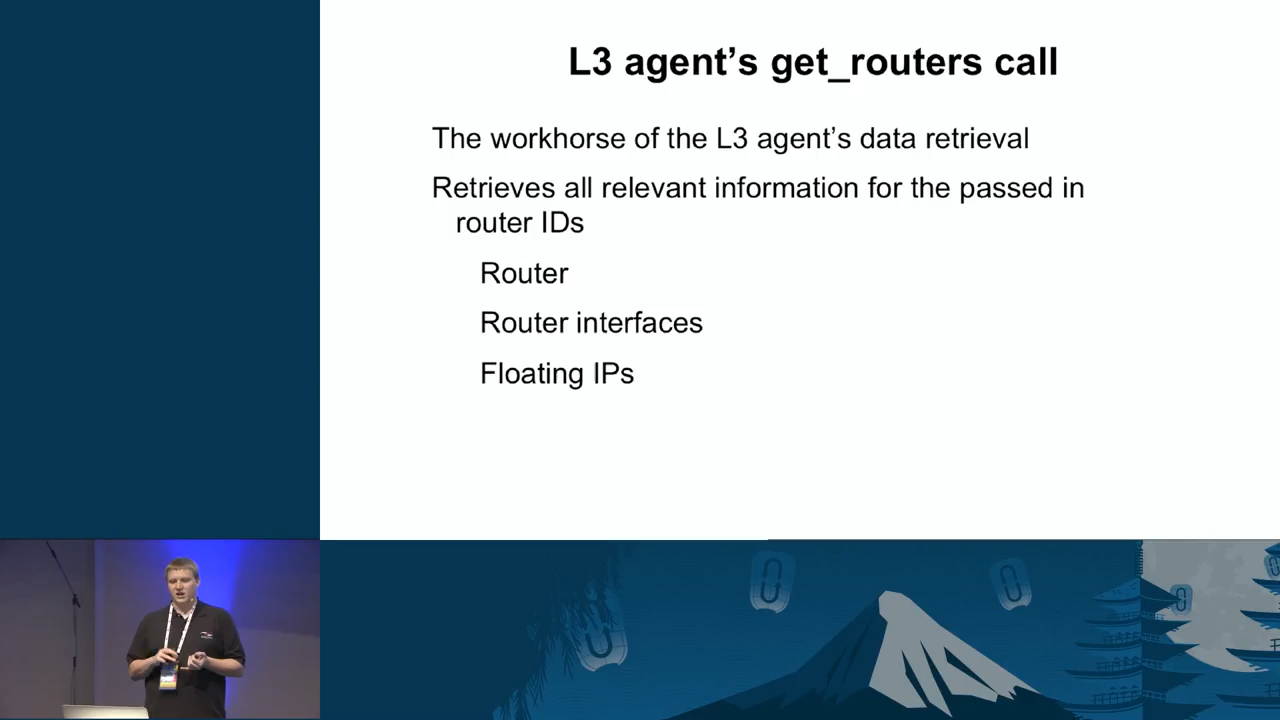 L3 agent’s get_routers call
The workhorse of the L3 agent’s data retrieval
Retrieves all relevant information for the passed in
router IDs
Router
Router interfaces
Floating IPs